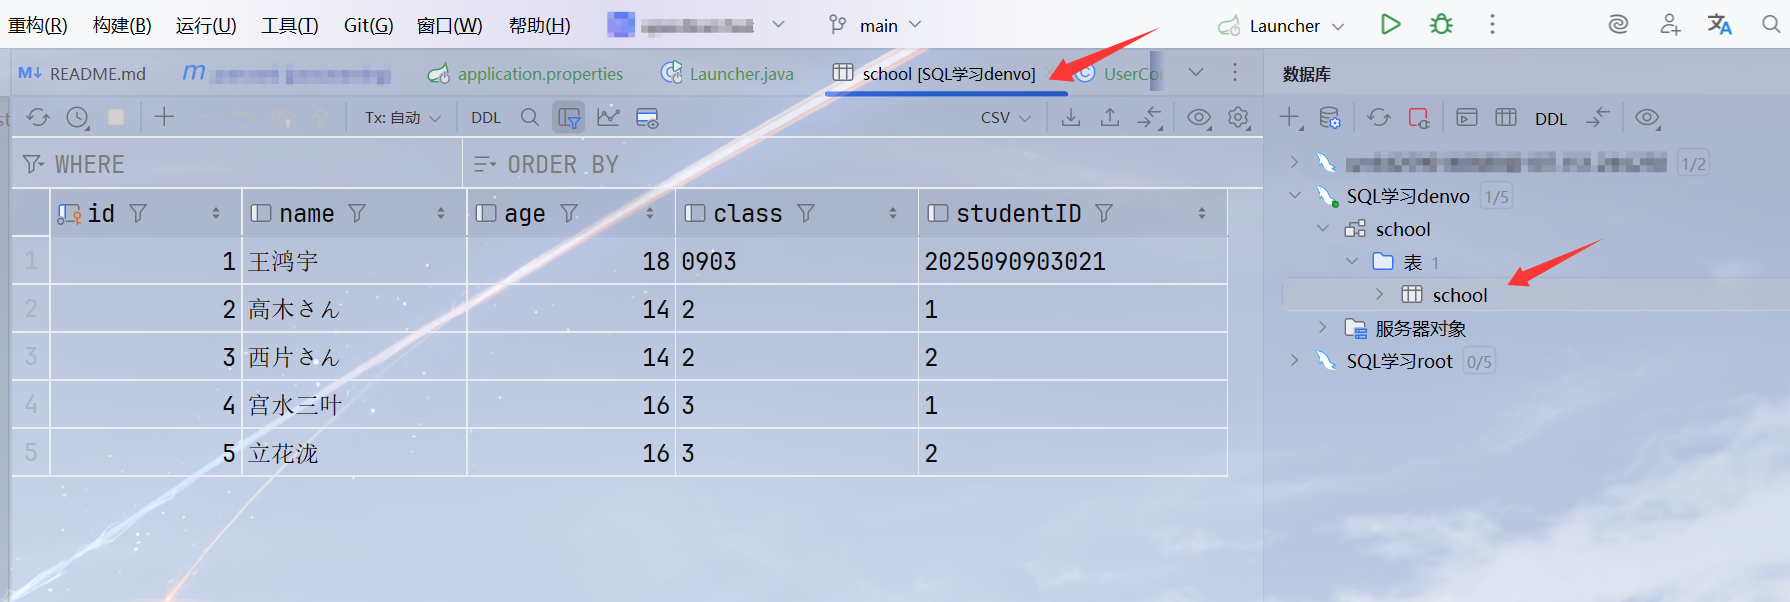 重构(R) 构建(B) 运行(U) 工具(T) Git(G) 窗口(W) 帮助(H) main Launcher
README.md application.properties Launcher.java school [SQL学习denvo] UserCo 数据库
Tx: 自动 DDL CSV DDL
WHERE ORDER BY
1/2
SQL学习denvo 1/5
school
表 1
school
服务器对象
SQL学习root 0/5
id name age class studentID
1 1 王鸿宇 18 0903 2025090903021
2 2 高木さん 14 2 1
3 3 西片さん 14 2 2
4 4 宫水三叶 16 3 1
5 5 立花泷 16 3 2